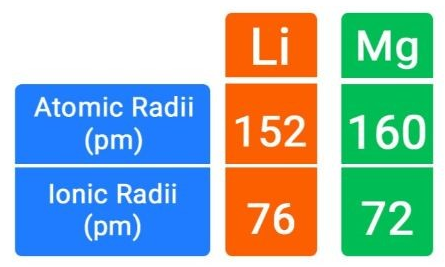 Li Mg
Atomic Radii
(pm)
152 160
Ionic Radii
(pm)
76 72